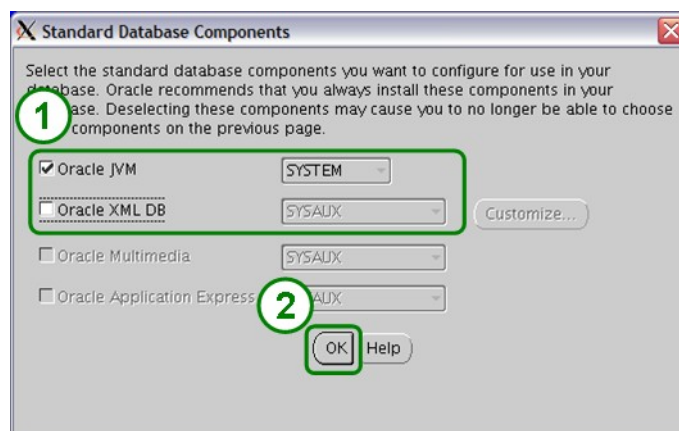 Standard Database Components
Select the standard database components you want to configure for use in your
database. Oracle recommends that you always install these components in your
ase. Deselecting these components may cause you to no longer be able to choose
components on the previous page.
1
Oracle JVM SYSTEM
Oracle XML DB SYSAUX Customize...
Oracle Multimedia SYSAUX
Oracle Application Express AUX
2
OK Help